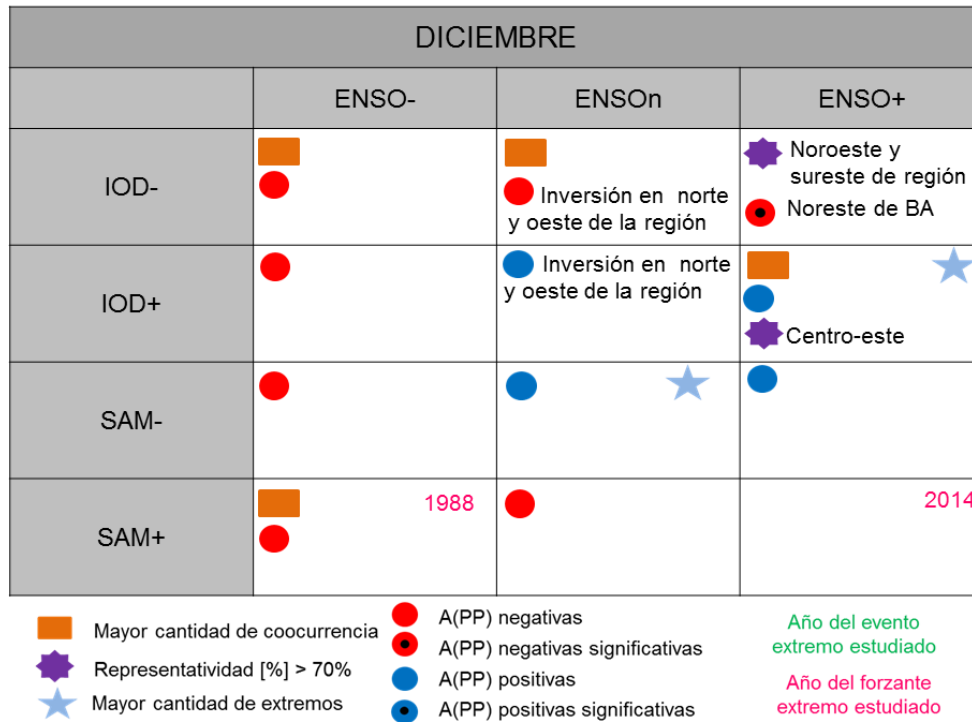 DICIEMBRE
ENSO-
ENSOn
ENSO+
IOD-
Inversión en norte
y oeste de la región
Noroeste y
sureste de región
Noreste de BA
IOD+
Inversión en norte
y oeste de la región
Centro-este
SAM-
SAM+
1988
2014
Mayor cantidad de coocurrencia
Representatividad [%] > 70%
Mayor cantidad de extremos
A(PP) negativas
A(PP) negativas significativas
A(PP) positivas
A(PP) positivas significativas
Año del evento
extremo estudiado
Año del forzante
extremo estudiado